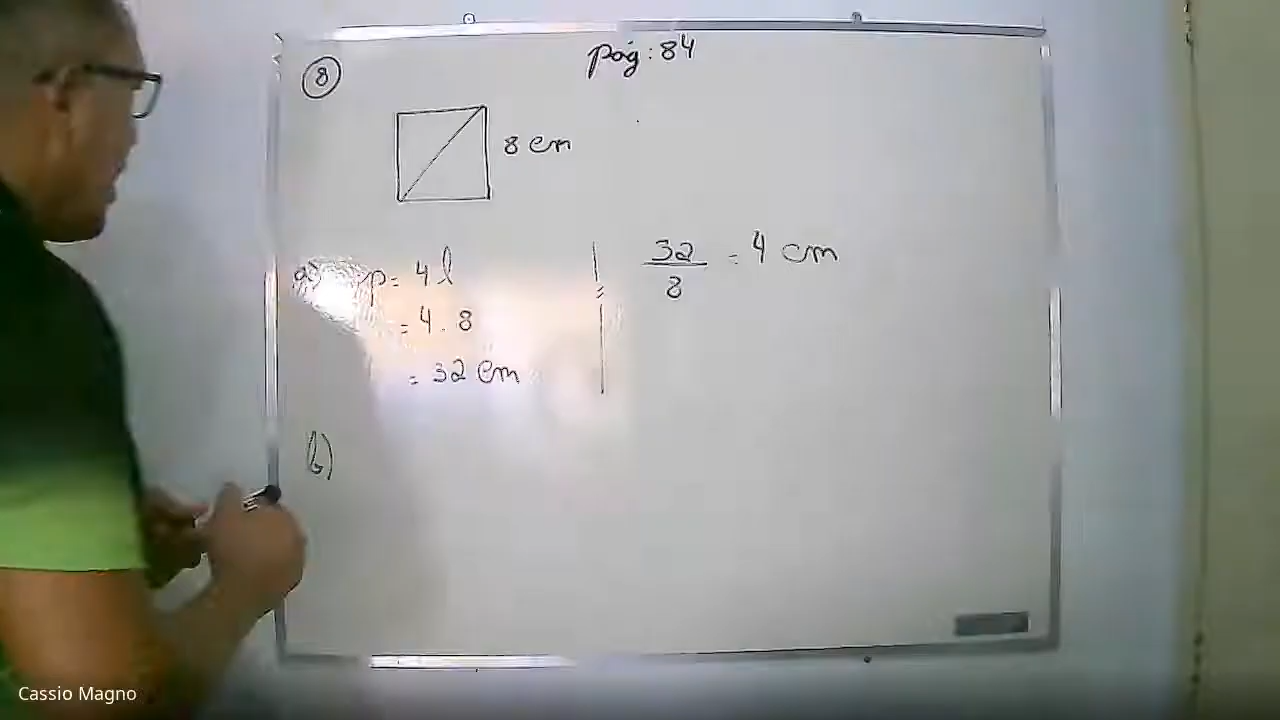 pág: 84
8
8 cm
a) p = 4 l
= 4 . 8
= 32 cm
32/8 = 4 cm
b)
Cassio Magno